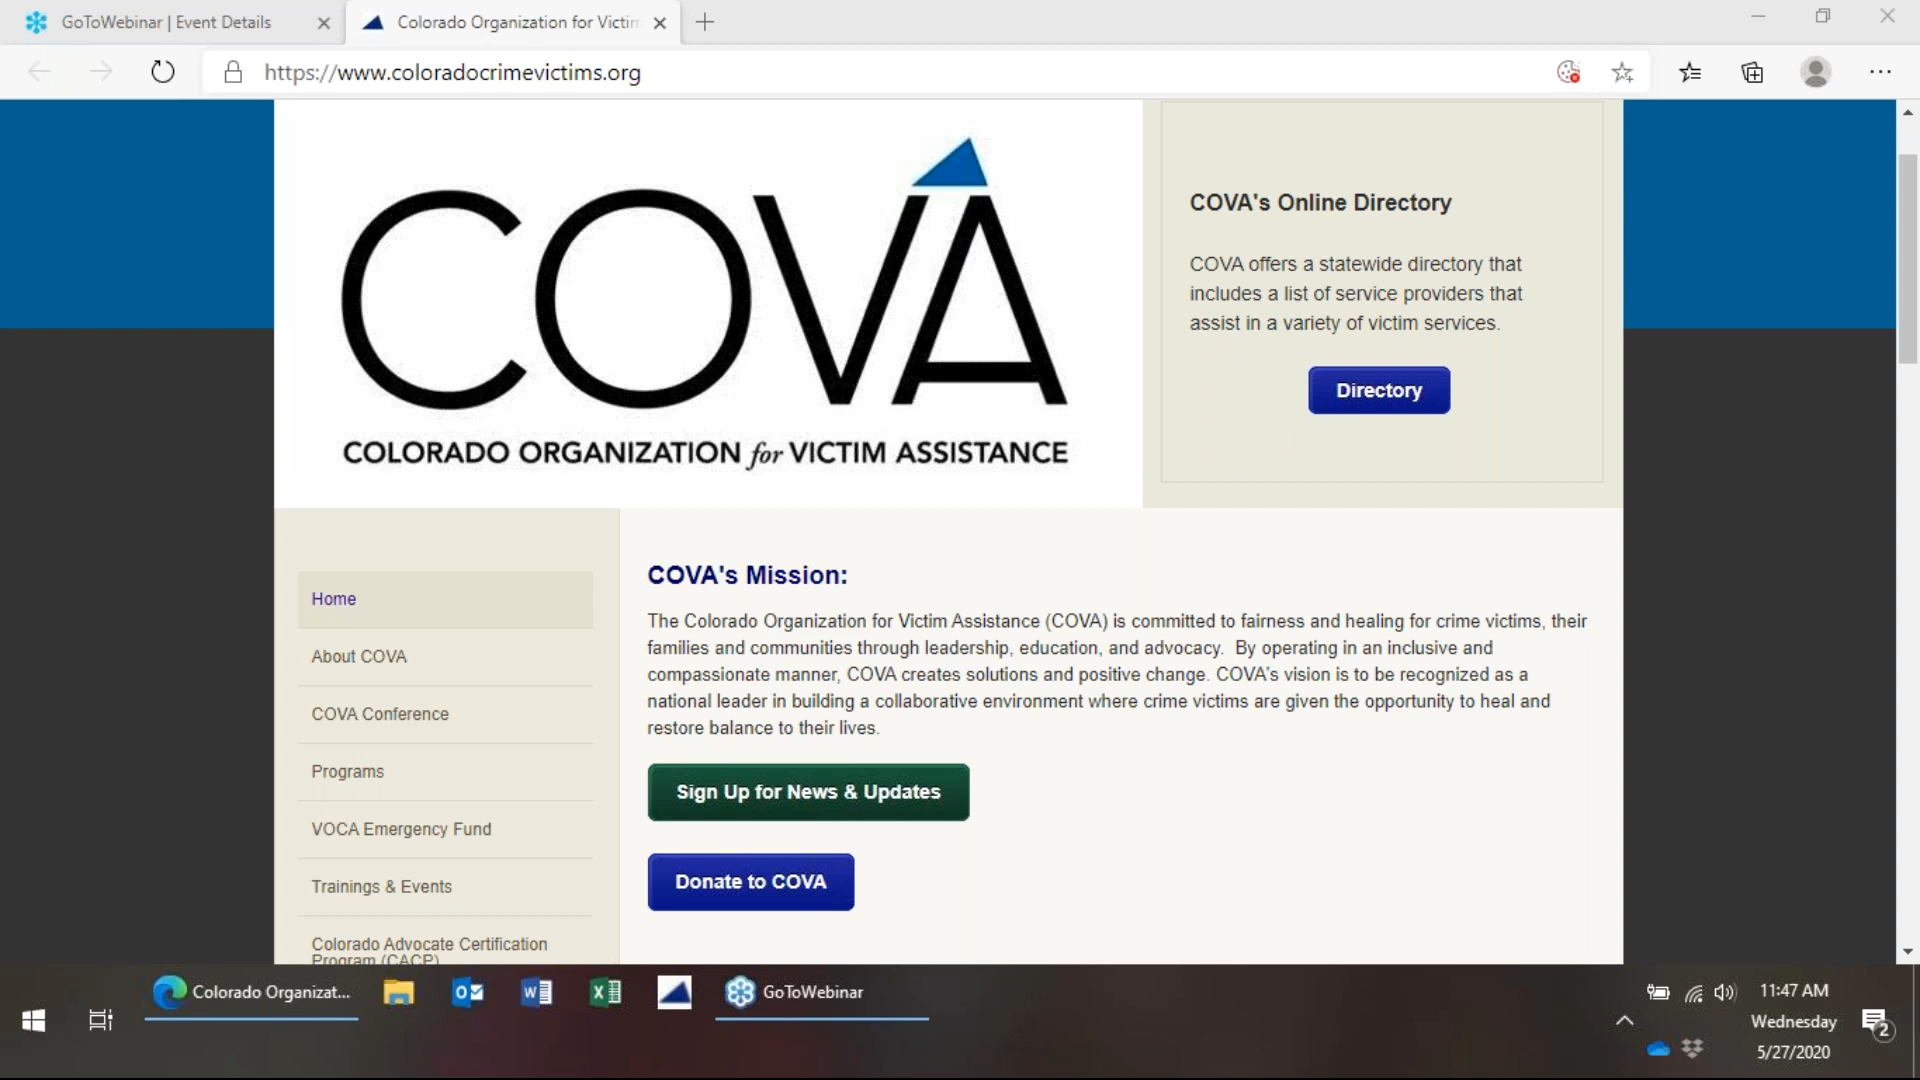 GoToWebinar | Event Details
Colorado Organization for Victim
https://www.coloradocrimevictims.org
COVA
COLORADO ORGANIZATION for VICTIM ASSISTANCE
COVA's Online Directory
COVA offers a statewide directory that
includes a list of service providers that
assist in a variety of victim services.
Directory
Home
About COVA
COVA Conference
Programs
VOCA Emergency Fund
Trainings & Events
Colorado Advocate Certification
Program (CACP)
COVA's Mission:
The Colorado Organization for Victim Assistance (COVA) is committed to fairness and healing for crime victims, their
families and communities through leadership, education, and advocacy.  By operating in an inclusive and
compassionate manner, COVA creates solutions and positive change. COVA's vision is to be recognized as a
national leader in building a collaborative environment where crime victims are given the opportunity to heal and
restore balance to their lives.
Sign Up for News & Updates
Donate to COVA
Colorado Organizat...
GoToWebinar
11:47 AM
Wednesday
5/27/2020
2